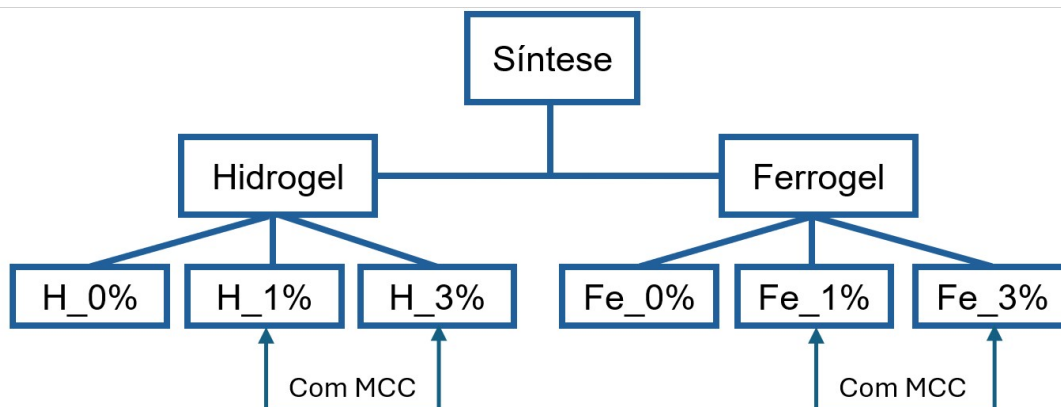 Síntese
Hidrogel
Ferrogel
H_0%
H_1%
H_3%
Fe_0%
Fe_1%
Fe_3%
Com MCC
Com MCC